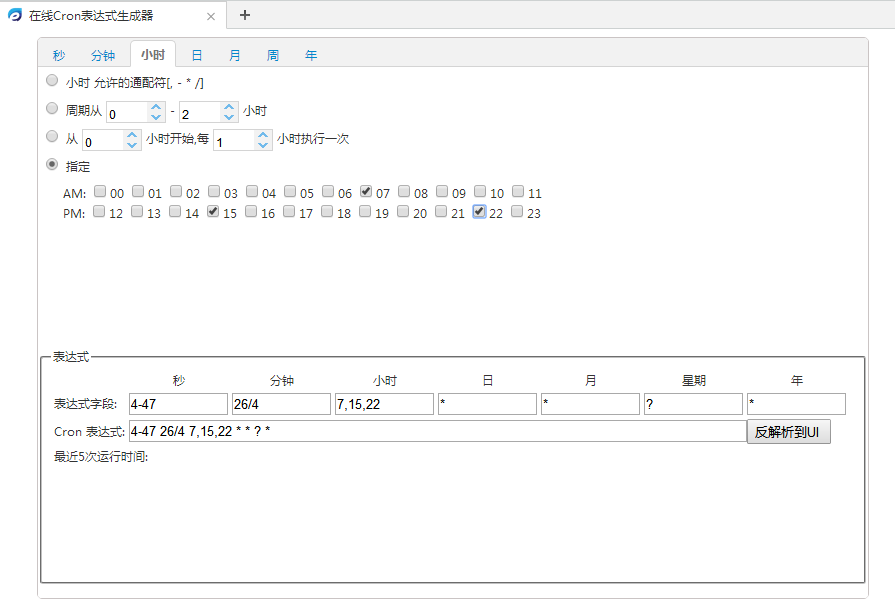 在线Cron表达式生成器
秒 分钟 小时 日 月 周 年
小时 允许的通配符[, - * /]
周期从 0 - 2 小时
从 0 小时开始,每 1 小时执行一次
指定
AM: 00 01 02 03 04 05 06 07 08 09 10 11
PM: 12 13 14 15 16 17 18 19 20 21 22 23
表达式
秒 分钟 小时 日 月 星期 年
表达式字段: 4-47 26/4 7,15,22 * * ? *
Cron 表达式: 4-47 26/4 7,15,22 * * ? * 反解析到UI
最近5次运行时间: